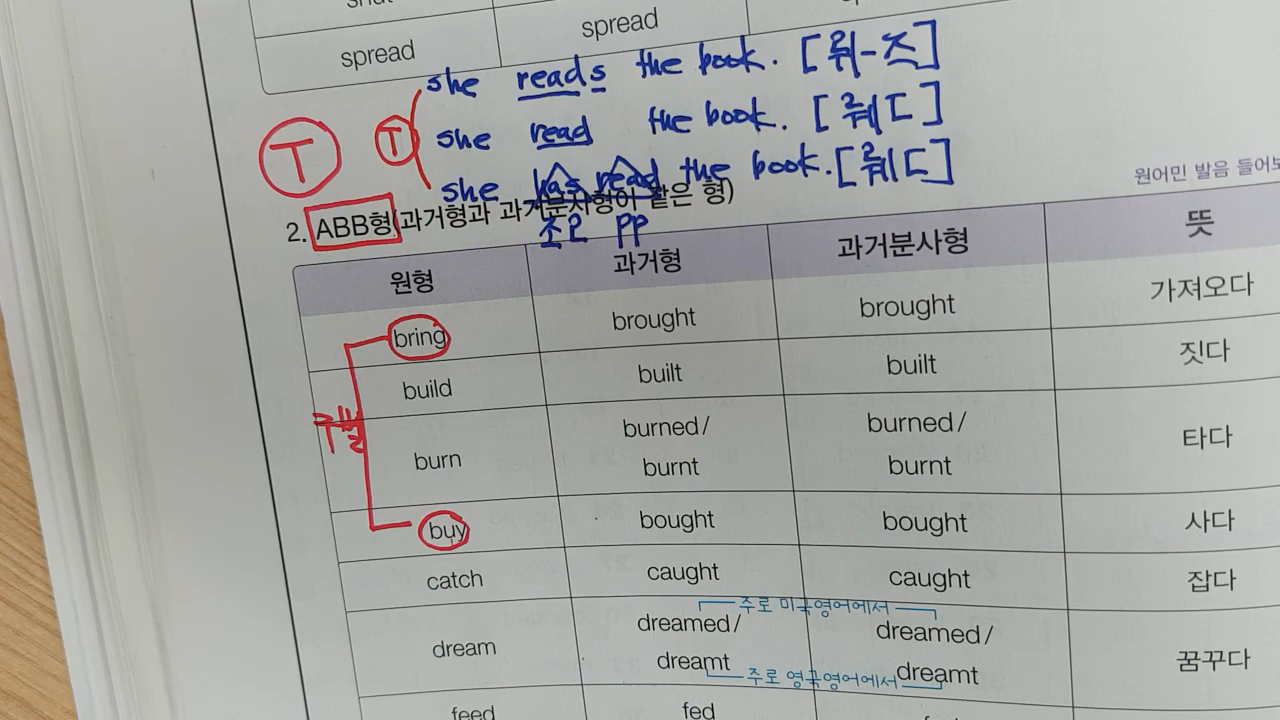 spread
spread
she reads the book. [뤼-즈]
T
T
she read the book. [뤠ㄷ]
she has read the book. [뤠ㄷ]
조오 pp
원어민 발음 들어보
2. ABB형(과거형과 과거분사형이 같은 형)
원형 과거형 과거분사형 뜻
bring brought brought 가져오다
build built built 짓다
구별
burn burned/ burnt burned/ burnt 타다
buy bought bought 사다
catch caught caught 잡다
주로 미국영어에서
dream dreamed/ dreamt dreamed/ dreamt 꿈꾸다
주로 영국영어에서
feed fed